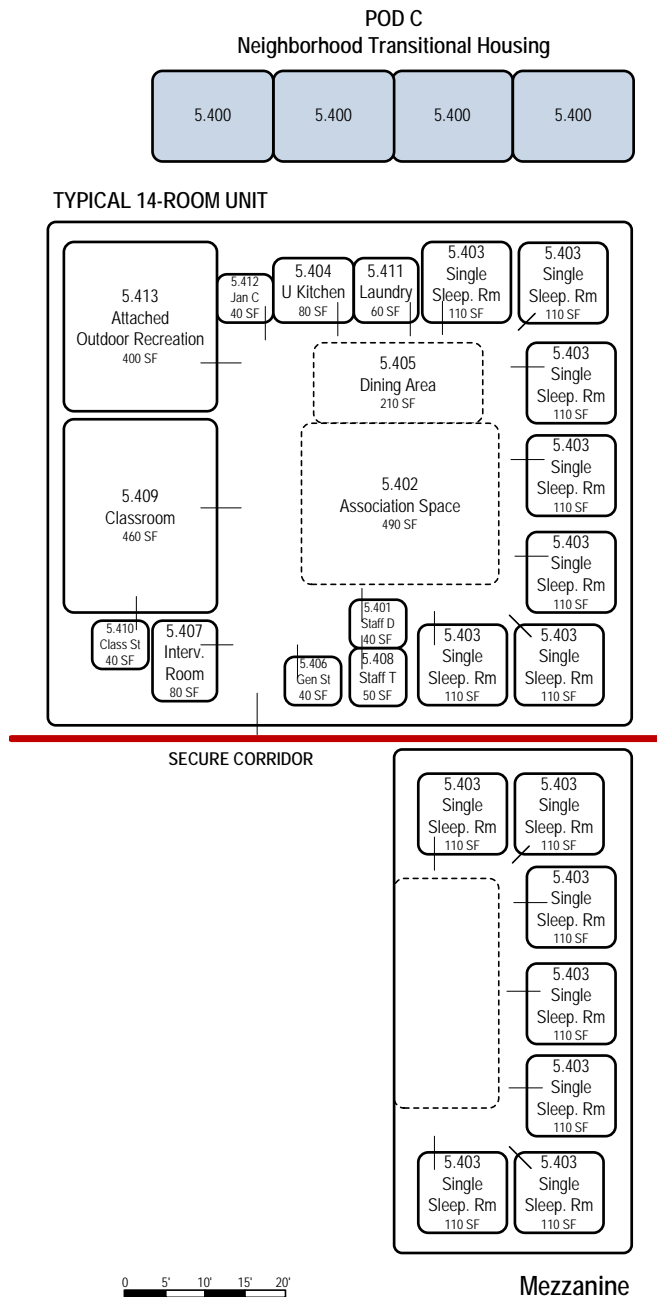 POD C
Neighborhood Transitional Housing
5.400
5.400
5.400
5.400
TYPICAL 14-ROOM UNIT
5.413
Attached
Outdoor Recreation
400 SF
5.412
Jan C
40 SF
5.404
U Kitchen
80 SF
5.411
Laundry
60 SF
5.403
Single
Sleep. Rm
110 SF
5.403
Single
Sleep. Rm
110 SF
5.405
Dining Area
210 SF
5.403
Single
Sleep. Rm
110 SF
5.409
Classroom
460 SF
5.402
Association Space
490 SF
5.403
Single
Sleep. Rm
110 SF
5.403
Single
Sleep. Rm
110 SF
5.410
Class St
40 SF
5.407
Interv.
Room
80 SF
5.406
Gen St
40 SF
5.401
Staff D
40 SF
5.408
Staff T
50 SF
5.403
Single
Sleep. Rm
110 SF
5.403
Single
Sleep. Rm
110 SF
SECURE CORRIDOR
5.403
Single
Sleep. Rm
110 SF
5.403
Single
Sleep. Rm
110 SF
5.403
Single
Sleep. Rm
110 SF
5.403
Single
Sleep. Rm
110 SF
5.403
Single
Sleep. Rm
110 SF
5.403
Single
Sleep. Rm
110 SF
5.403
Single
Sleep. Rm
110 SF
0 5' 10' 15' 20'
Mezzanine